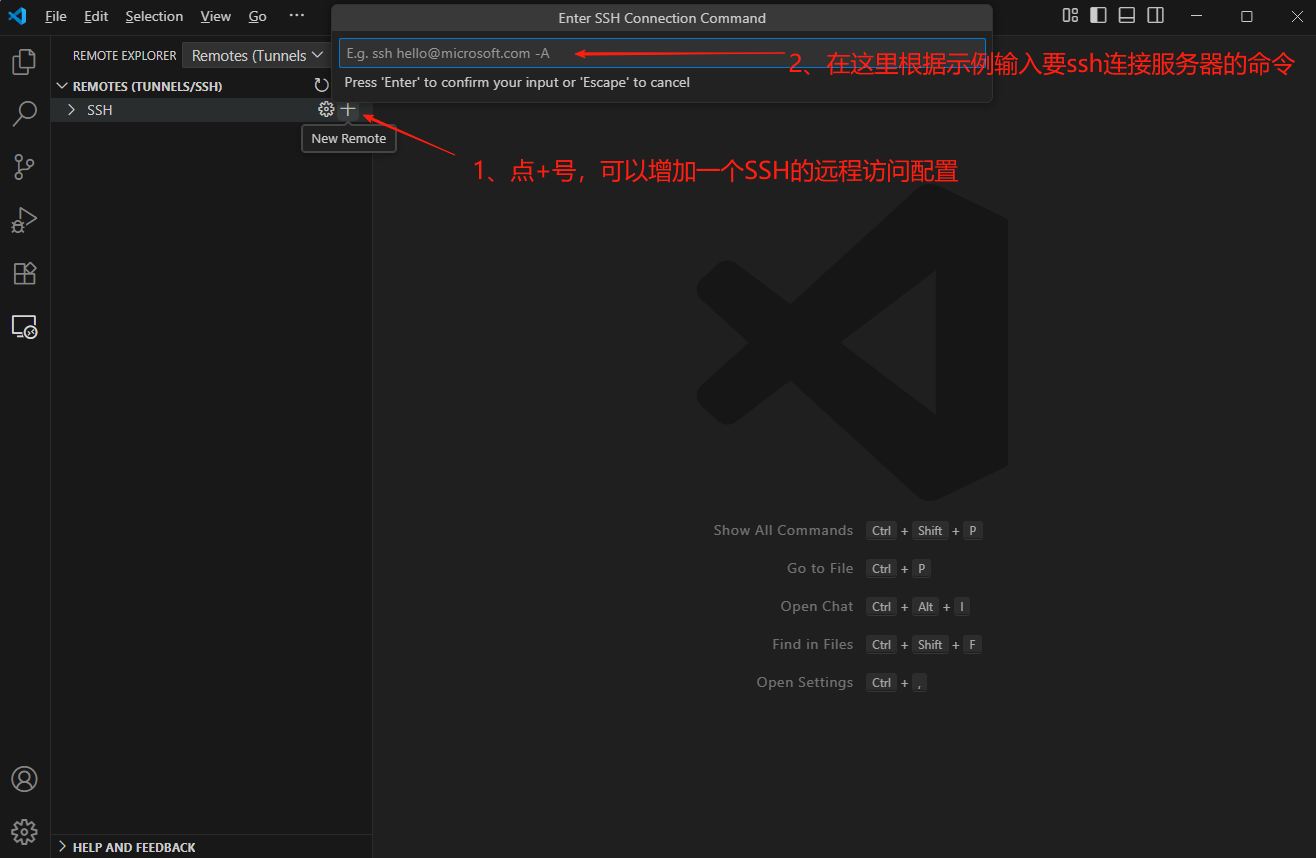 File Edit Selection View Go ···
Enter SSH Connection Command
REMOTE EXPLORER Remotes (Tunnels
E.g. ssh hello@microsoft.com -A
2、在这里根据示例输入要ssh连接服务器的命令
Press 'Enter' to confirm your input or 'Escape' to cancel
REMOTES (TUNNELS/SSH)
SSH
New Remote
1、点+号，可以增加一个SSH的远程访问配置
Show All Commands Ctrl + Shift + P
Go to File Ctrl + P
Open Chat Ctrl + Alt + I
Find in Files Ctrl + Shift + F
Open Settings Ctrl + ,
HELP AND FEEDBACK